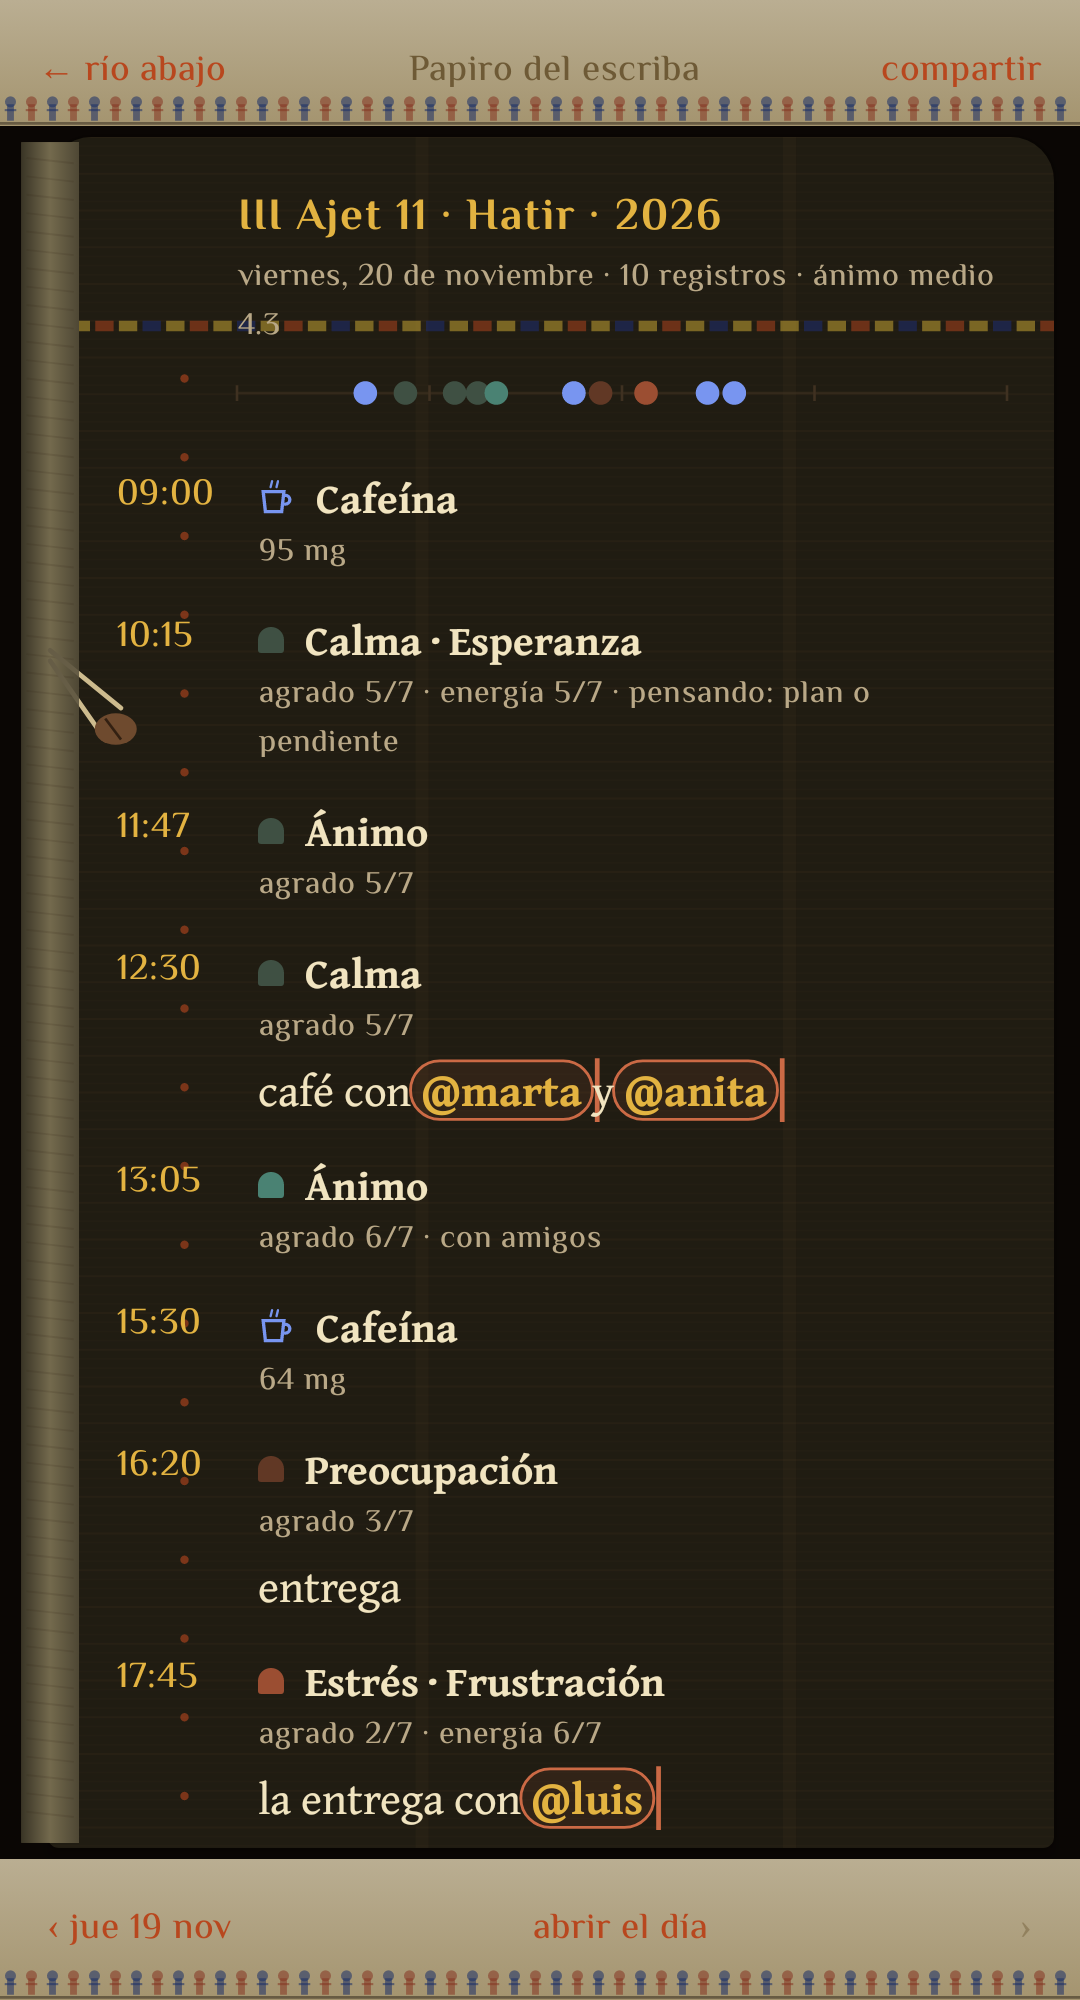 ← río abajo
Papiro del escriba
compartir
III Ajet 11 · Hatir · 2026
viernes, 20 de noviembre · 10 registros · ánimo medio
4.3
09:00
Cafeína
95 mg
10:15
Calma · Esperanza
agrado 5/7 · energía 5/7 · pensando: plan o
pendiente
11:47
Ánimo
agrado 5/7
12:30
Calma
agrado 5/7
café con @marta y @anita
13:05
Ánimo
agrado 6/7 · con amigos
15:30
Cafeína
64 mg
16:20
Preocupación
agrado 3/7
entrega
17:45
Estrés · Frustración
agrado 2/7 · energía 6/7
la entrega con @luis
‹ jue 19 nov
abrir el día
›